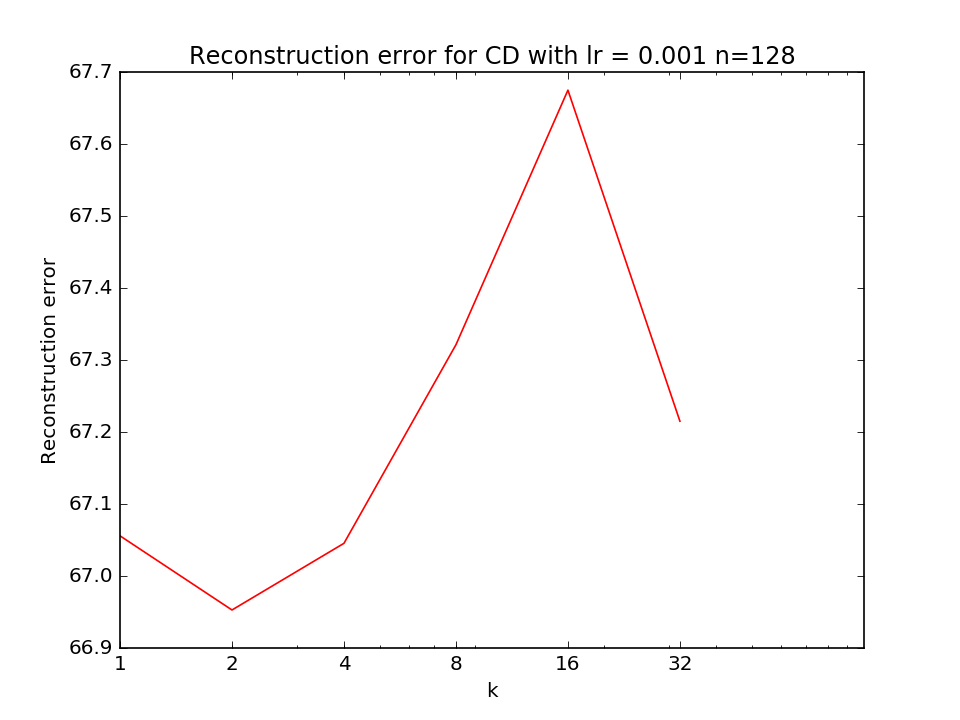 Reconstruction error for CD with lr = 0.001 n=128
67.7
67.6
67.5
67.4
67.3
67.2
67.1
67.0
66.9
Reconstruction error
1 2 4 8 16 32
k